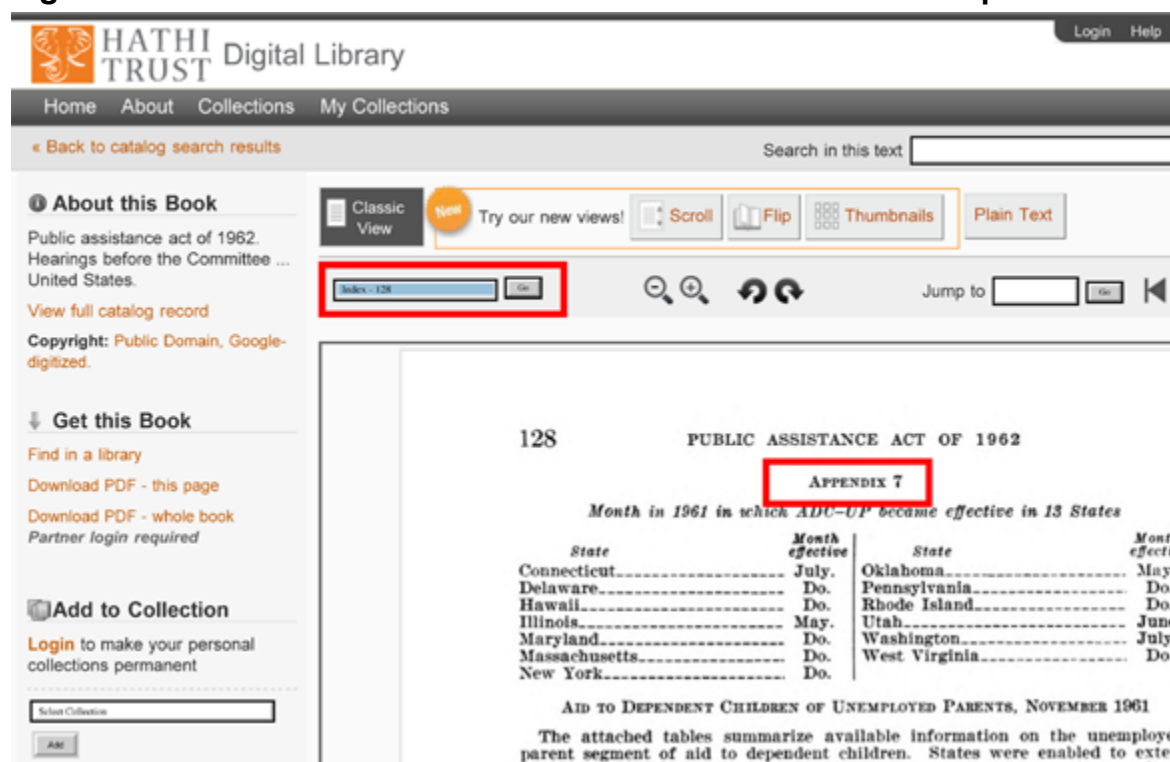 HATHI TRUST Digital Library
Login Help
Home About Collections My Collections
« Back to catalog search results
Search in this text
About this Book
Public assistance act of 1962.
Hearings before the Committee ...
United States.
View full catalog record
Copyright: Public Domain, Google-
digitized.
Get this Book
Find in a library
Download PDF - this page
Download PDF - whole book
Partner login required
Add to Collection
Login to make your personal
collections permanent
Select Collection
Add
Classic
View
New
Try our new views!
Scroll
Flip
Thumbnails
Plain Text
Index - 128
Go
Jump to
Go
128 PUBLIC ASSISTANCE ACT OF 1962
APPENDIX 7
Month in 1961 in which ADC-UP became effective in 13 States
State Month effective
Connecticut July.
Delaware Do.
Hawaii Do.
Illinois May.
Maryland Do.
Massachusetts Do.
New York Do.
State
Oklahoma May
Pennsylvania Do
Rhode Island Do
Utah June
Washington July
West Virginia Do
AID TO DEPENDENT CHILDREN OF UNEMPLOYED PARENTS, NOVEMBER 1961
The attached tables summarize available information on the
parent segment of aid to dependent children. States were enabled to